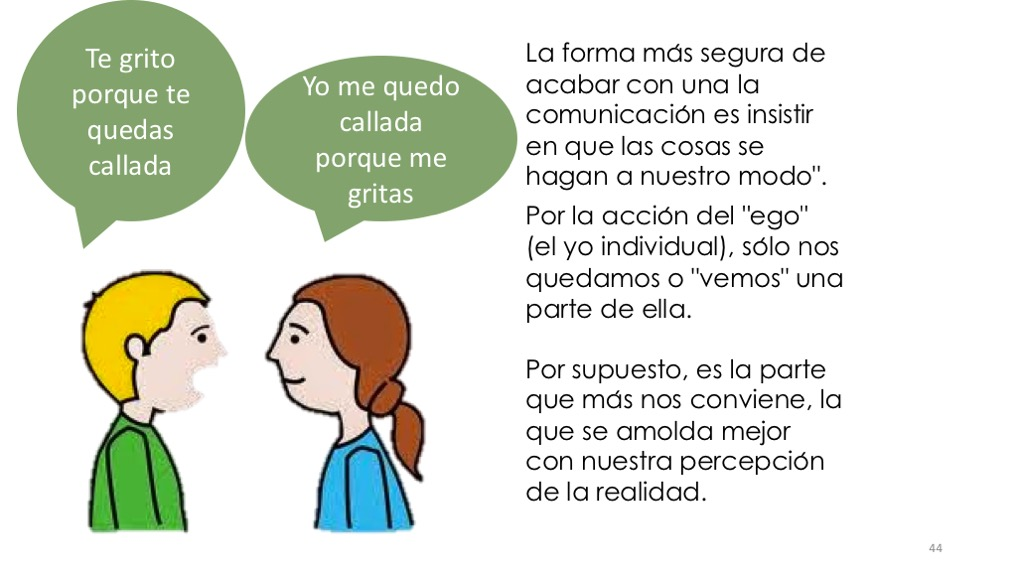 Te grito
porque te
quedas
callada
Yo me quedo
callada
porque me
gritas
La forma más segura de
acabar con una la
comunicación es insistir
en que las cosas se
hagan a nuestro modo".
Por la acción del "ego"
(el yo individual), sólo nos
quedamos o "vemos" una
parte de ella.
Por supuesto, es la parte
que más nos conviene, la
que se amolda mejor
con nuestra percepción
de la realidad.
44